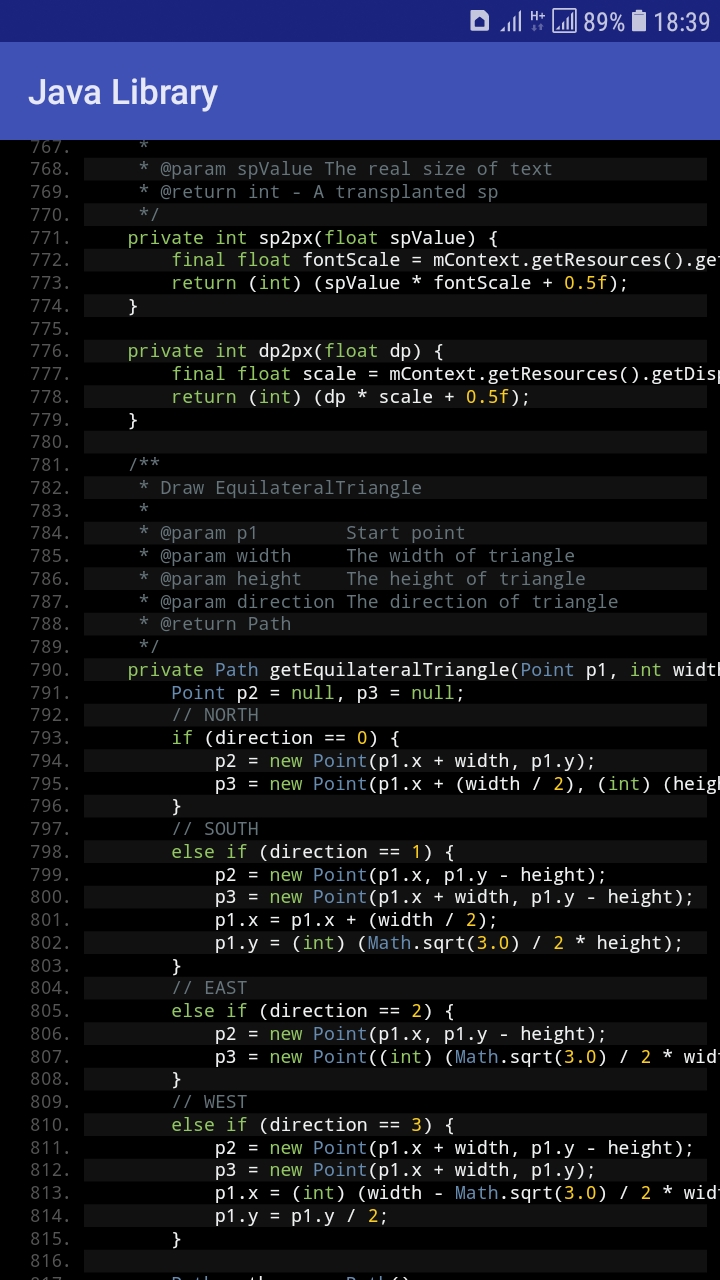 H+ 89% 18:39
Java Library
767. *
768. * @param spValue The real size of text
769. * @return int - A transplanted sp
770. */
771. private int sp2px(float spValue) {
772. final float fontScale = mContext.getResources().ge
773. return (int) (spValue * fontScale + 0.5f);
774. }
775.
776. private int dp2px(float dp) {
777. final float scale = mContext.getResources().getDisp
778. return (int) (dp * scale + 0.5f);
779. }
780.
781. /**
782. * Draw EquilateralTriangle
783. *
784. * @param p1 Start point
785. * @param width The width of triangle
786. * @param height The height of triangle
787. * @param direction The direction of triangle
788. * @return Path
789. */
790. private Path getEquilateralTriangle(Point p1, int widt
791. Point p2 = null, p3 = null;
792. // NORTH
793. if (direction == 0) {
794. p2 = new Point(p1.x + width, p1.y);
795. p3 = new Point(p1.x + (width / 2), (int) (heig
796. }
797. // SOUTH
798. else if (direction == 1) {
799. p2 = new Point(p1.x, p1.y - height);
800. p3 = new Point(p1.x + width, p1.y - height);
801. p1.x = p1.x + (width / 2);
802. p1.y = (int) (Math.sqrt(3.0) / 2 * height);
803. }
804. // EAST
805. else if (direction == 2) {
806. p2 = new Point(p1.x, p1.y - height);
807. p3 = new Point((int) (Math.sqrt(3.0) / 2 * widt
808. }
809. // WEST
810. else if (direction == 3) {
811. p2 = new Point(p1.x + width, p1.y - height);
812. p3 = new Point(p1.x + width, p1.y);
813. p1.x = (int) (width - Math.sqrt(3.0) / 2 * widt
814. p1.y = p1.y / 2;
815. }
816.